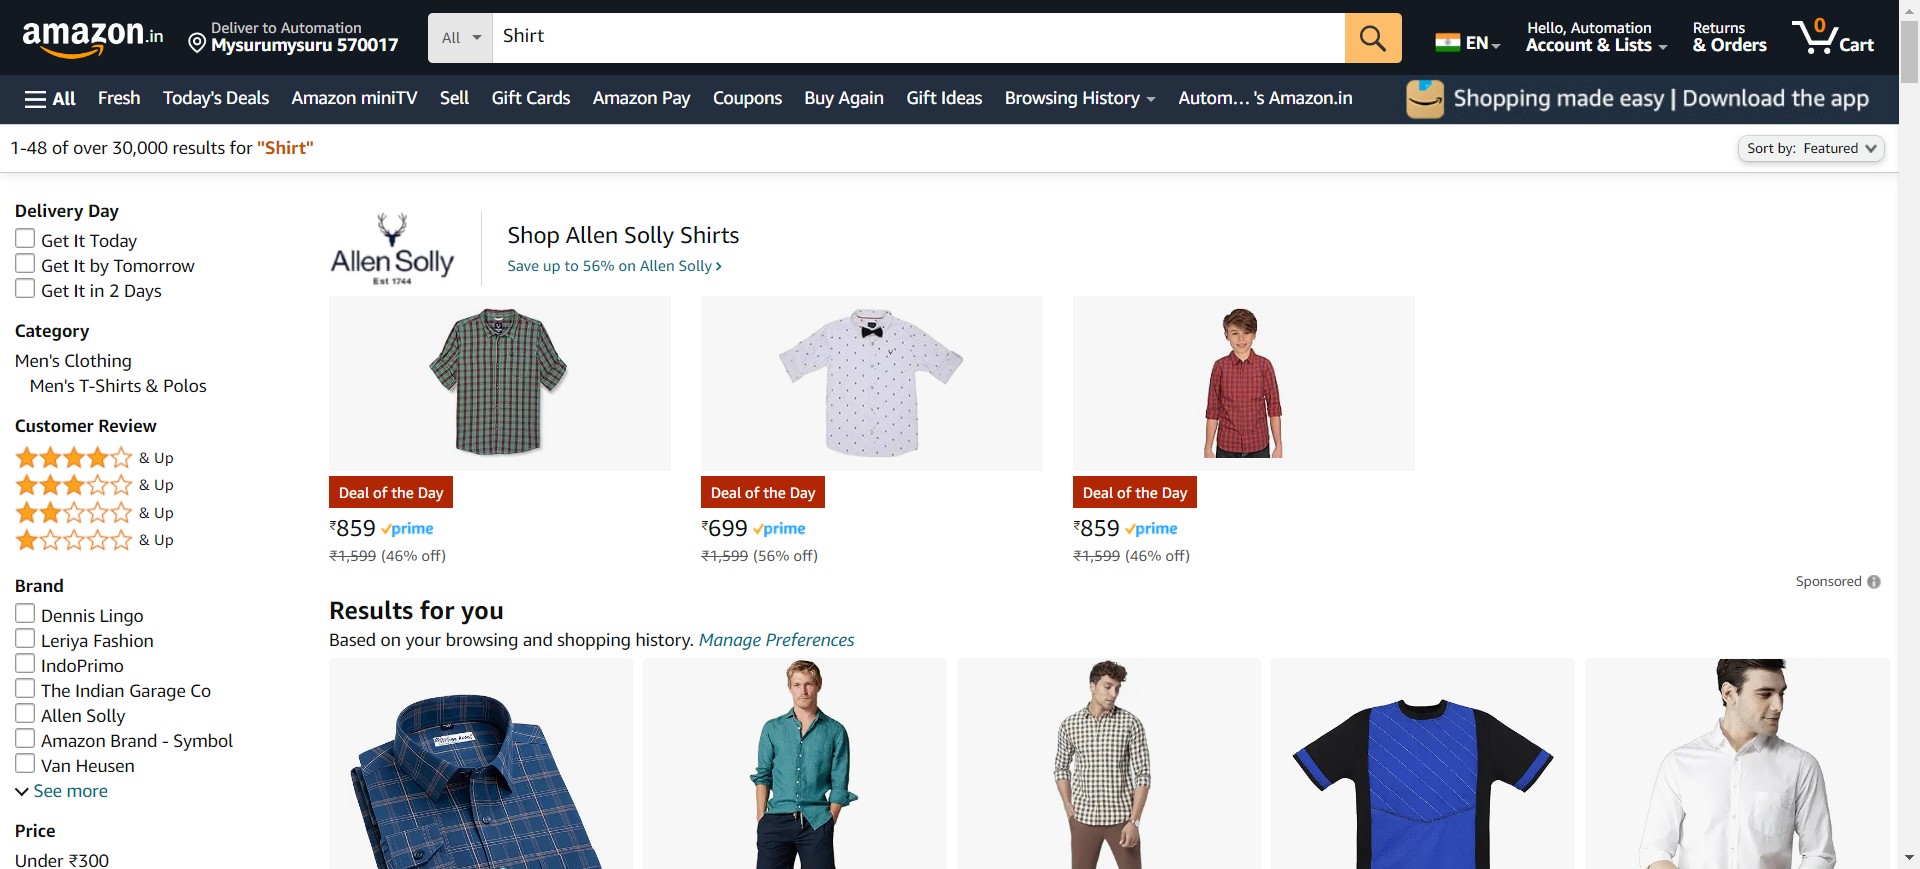 amazon.in
Deliver to Automation
Mysurumysuru 570017
All
Shirt
EN
Hello, Automation
Account & Lists
Returns
& Orders
0
Cart
All
Fresh
Today's Deals
Amazon miniTV
Sell
Gift Cards
Amazon Pay
Coupons
Buy Again
Gift Ideas
Browsing History
Autom... 's Amazon.in
Shopping made easy | Download the app
1-48 of over 30,000 results for "Shirt"
Sort by: Featured
Delivery Day
Get It Today
Get It by Tomorrow
Get It in 2 Days
Category
Men's Clothing
Men's T-Shirts & Polos
Customer Review
& Up
& Up
& Up
& Up
Brand
Dennis Lingo
Leriya Fashion
IndoPrimo
The Indian Garage Co
Allen Solly
Amazon Brand - Symbol
Van Heusen
See more
Price
Under ₹300
Allen Solly
Est 1744
Shop Allen Solly Shirts
Save up to 56% on Allen Solly ›
Deal of the Day
₹859 prime
₹1,599 (46% off)
Deal of the Day
₹699 prime
₹1,599 (56% off)
Deal of the Day
₹859 prime
₹1,599 (46% off)
Sponsored
Results for you
Based on your browsing and shopping history. Manage Preferences